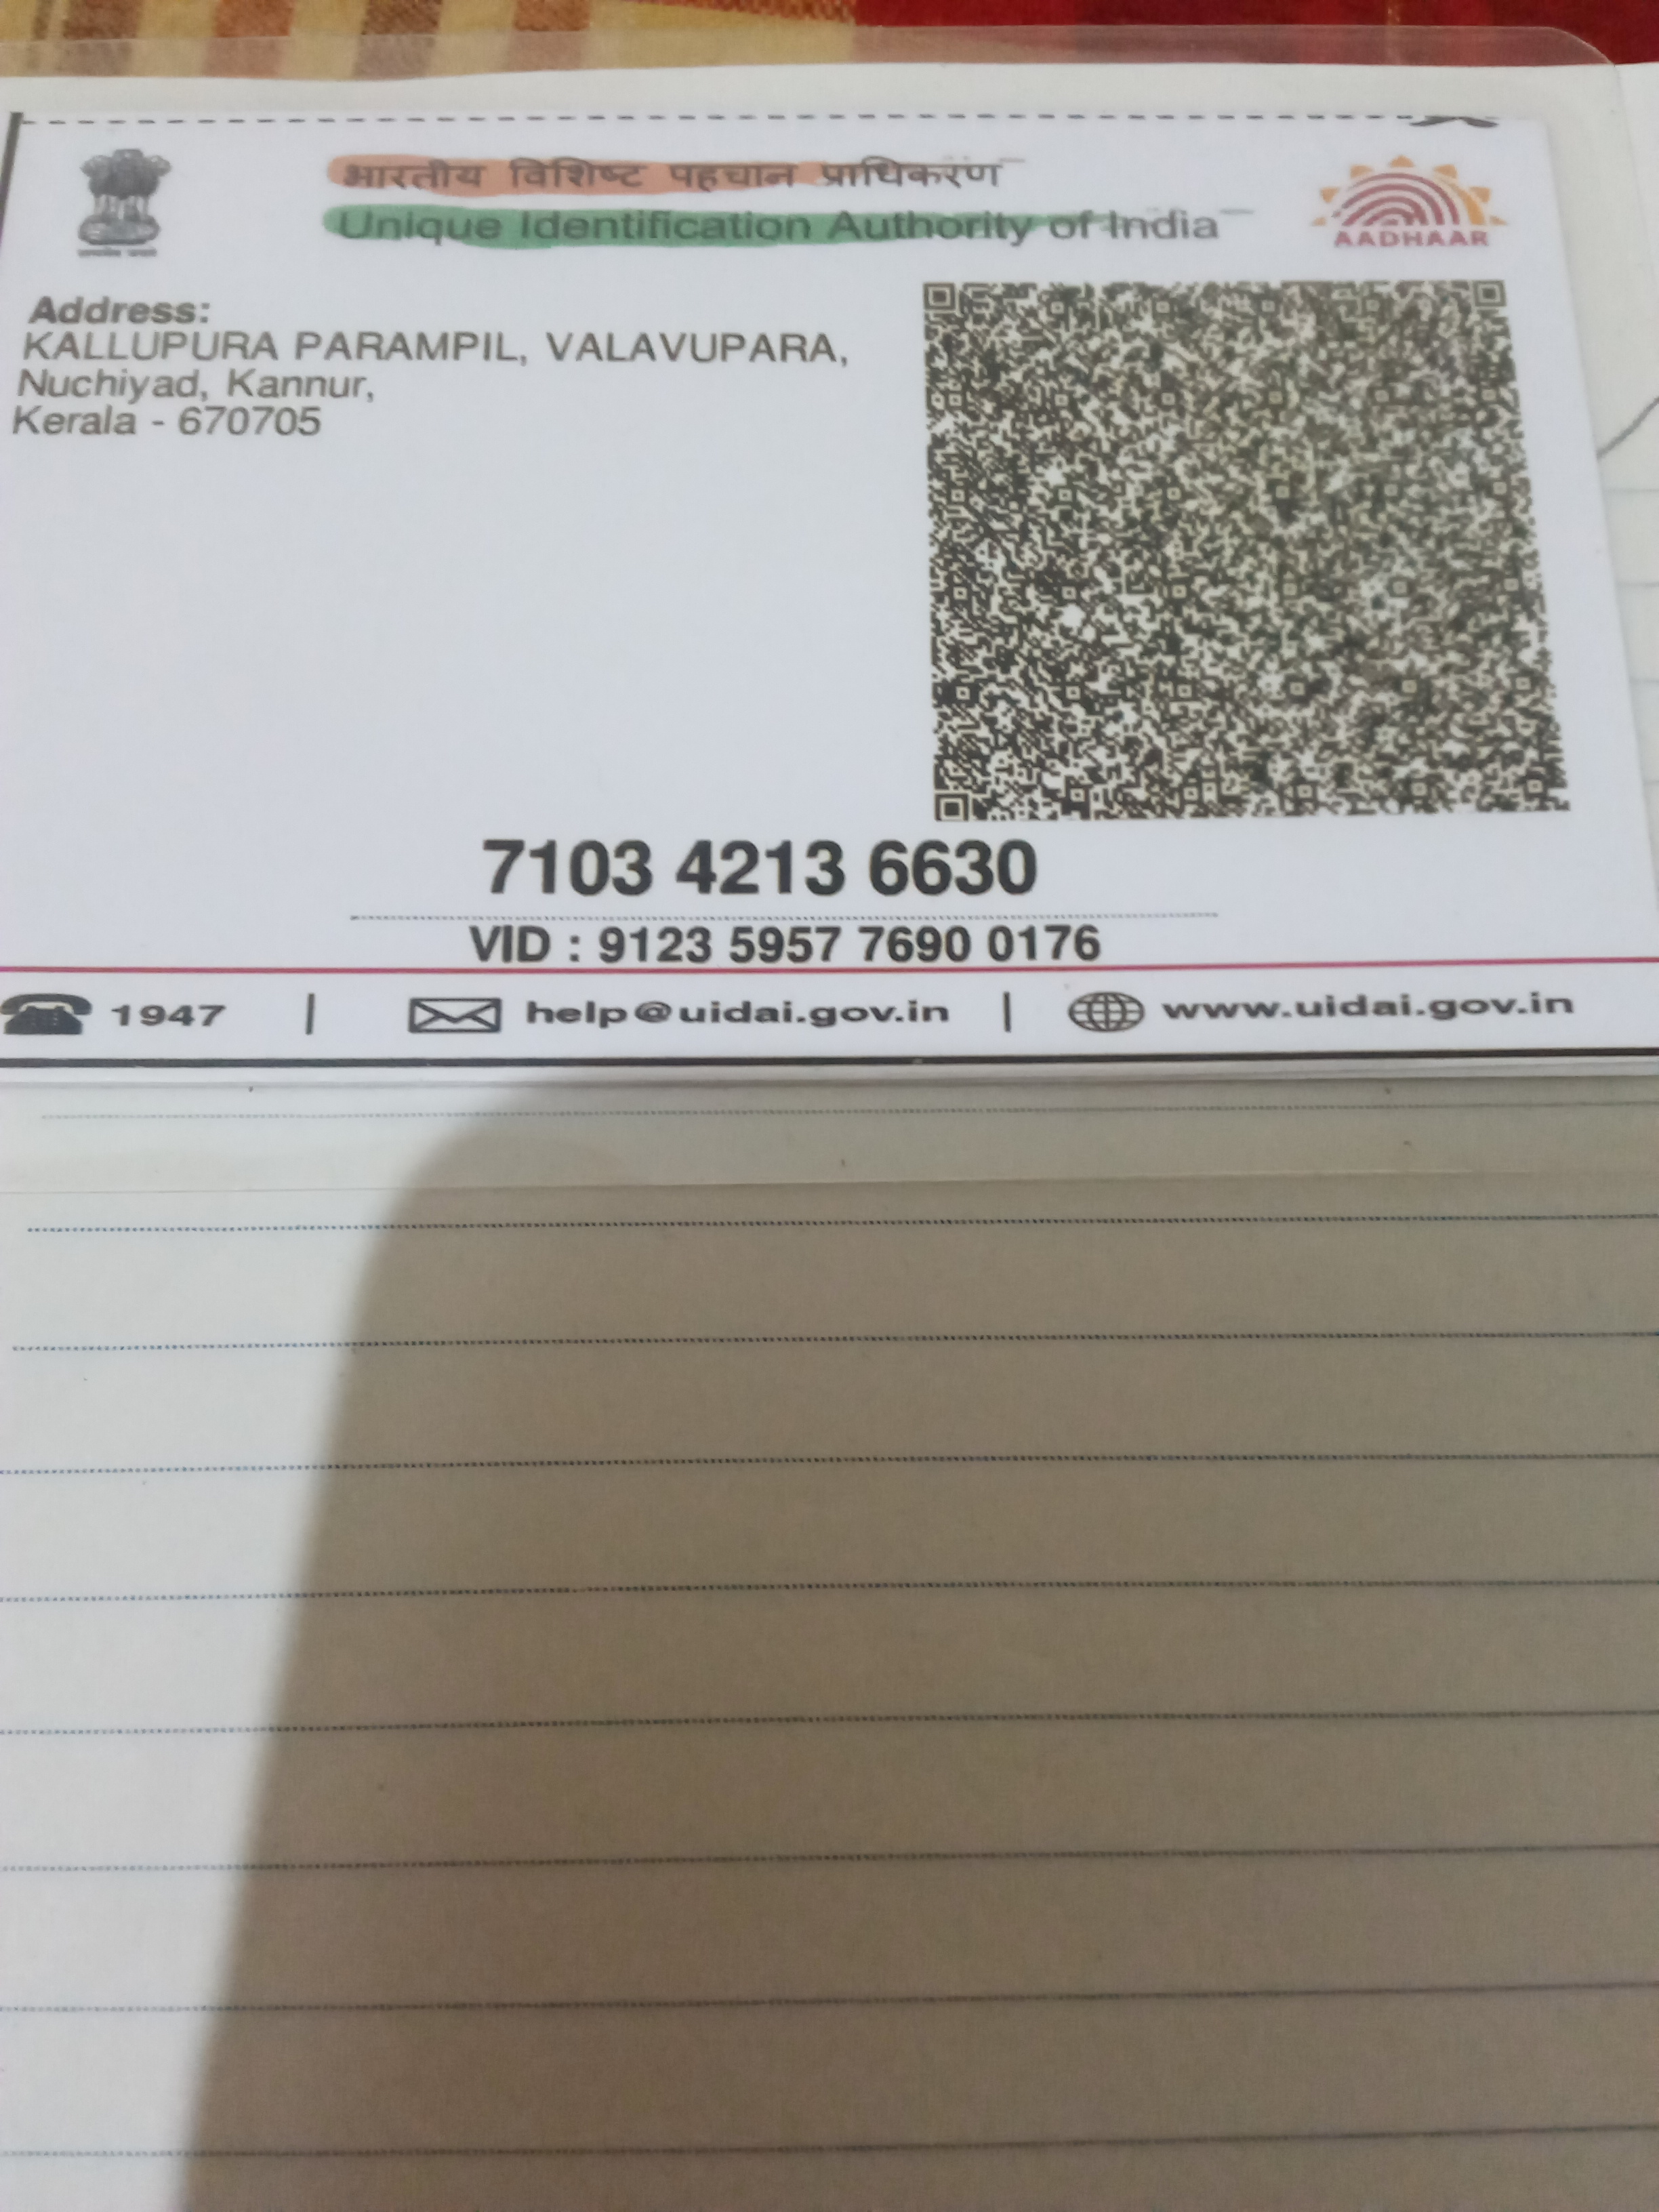 भारतीय विशिष्ट पहचान प्राधिकरण
Unique Identification Authority of India
AADHAAR
Address:
KALLUPURA PARAMPIL, VALAVUPARA,
Nuchiyad, Kannur,
Kerala - 670705
7103 4213 6630
VID : 9123 5957 7690 0176
1947 | help@uidai.gov.in | www.uidai.gov.in